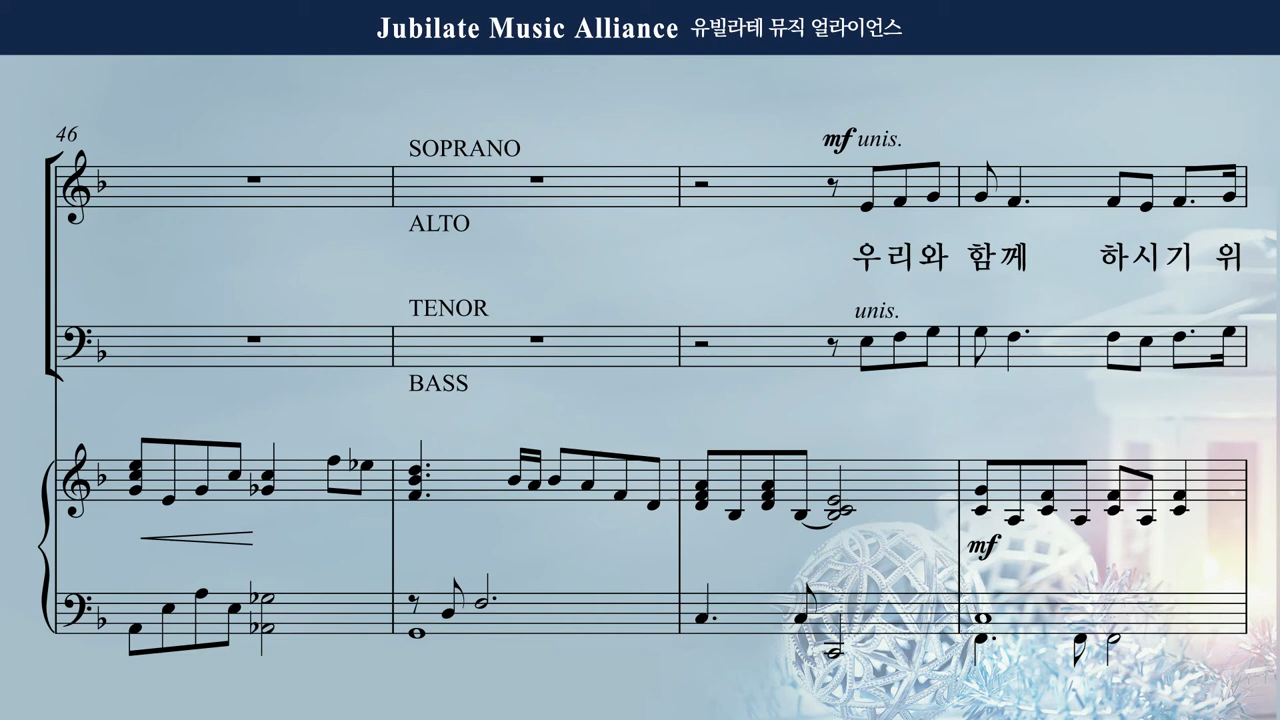 Jubilate Music Alliance 유빌라테 뮤직 얼라이언스
46
SOPRANO
mf unis.
ALTO
우리와 함께 하시기 위
TENOR
unis.
BASS
mf